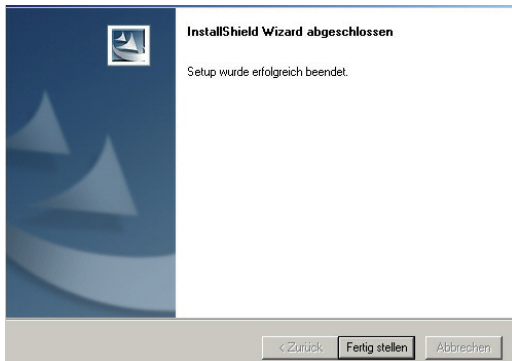 InstallShield Wizard abgeschlossen
Setup wurde erfolgreich beendet.
< Zurück Fertig stellen Abbrechen